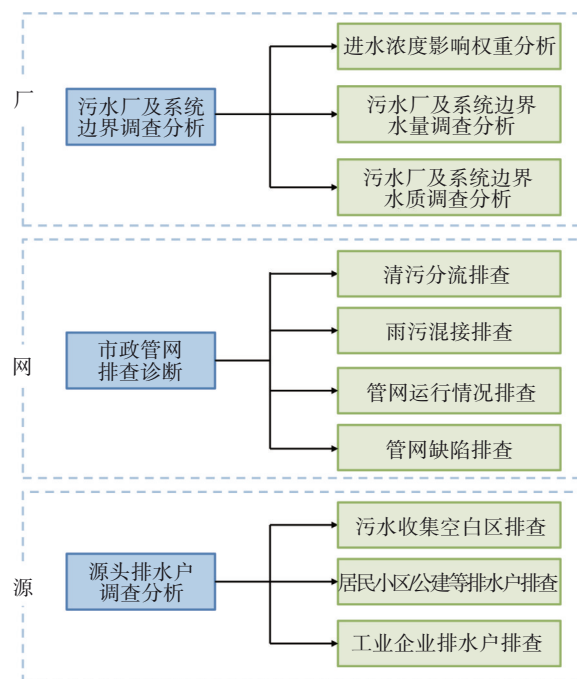 厂
污水厂及系统
边界调查分析
进水浓度影响权重分析
污水厂及系统边界
水量调查分析
污水厂及系统边界
水质调查分析
网
市政管网
排查诊断
清污分流排查
雨污混接排查
管网运行情况排查
管网缺陷排查
源
源头排水户
调查分析
污水收集空白区排查
居民小区/公建等排水户排查
工业企业排水户排查